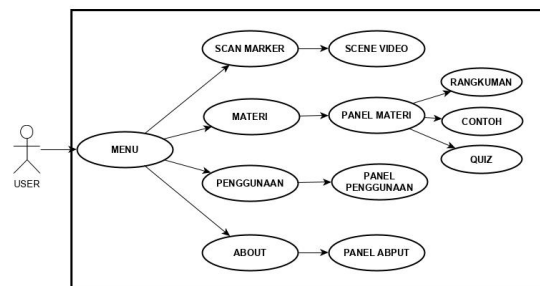 SCAN MARKER
SCENE VIDEO
RANGKUMAN
MATERI
PANEL MATERI
CONTOH
MENU
QUIZ
USER
PENGGUNAAN
PANEL
PENGGUNAAN
ABOUT
PANEL ABPUT